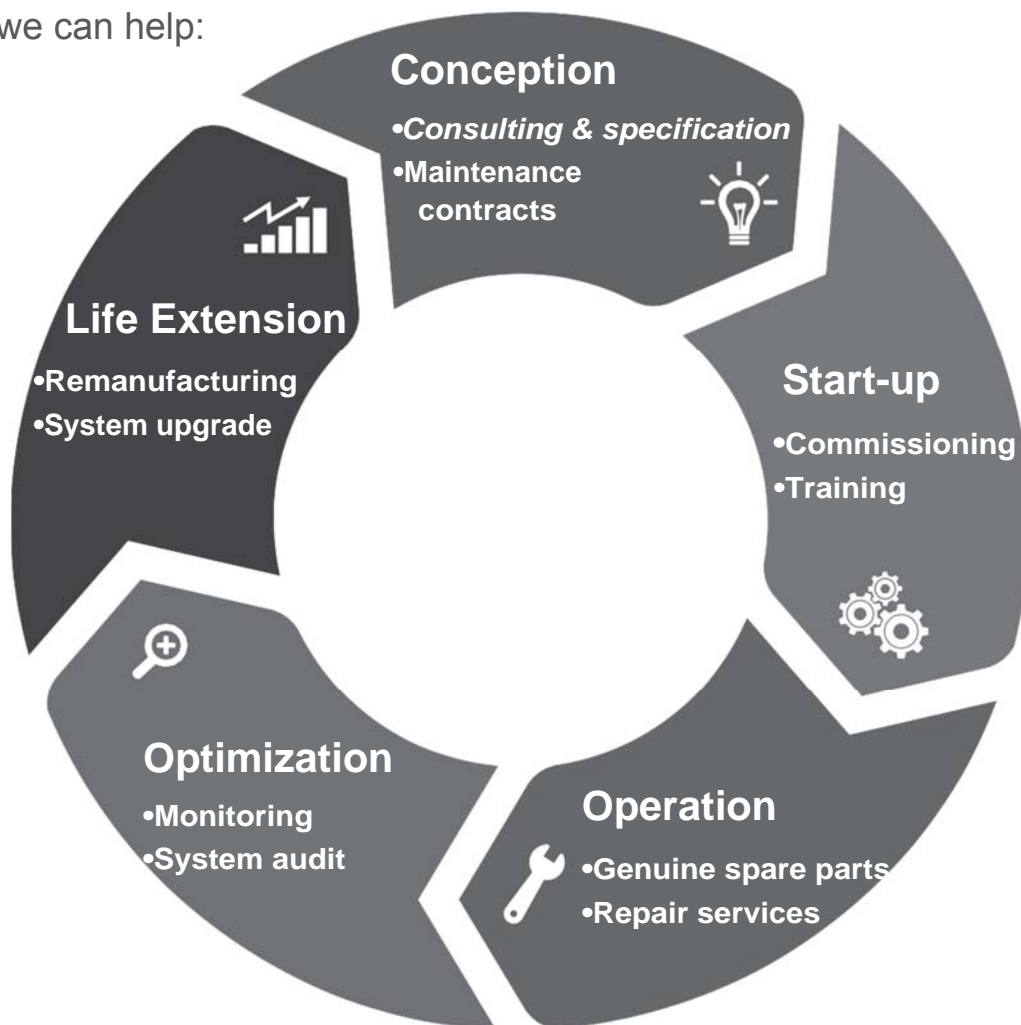 we can help:
Conception
•Consulting & specification
•Maintenance
contracts
Start-up
•Commissioning
•Training
Operation
•Genuine spare parts
•Repair services
Optimization
•Monitoring
•System audit
Life Extension
•Remanufacturing
•System upgrade